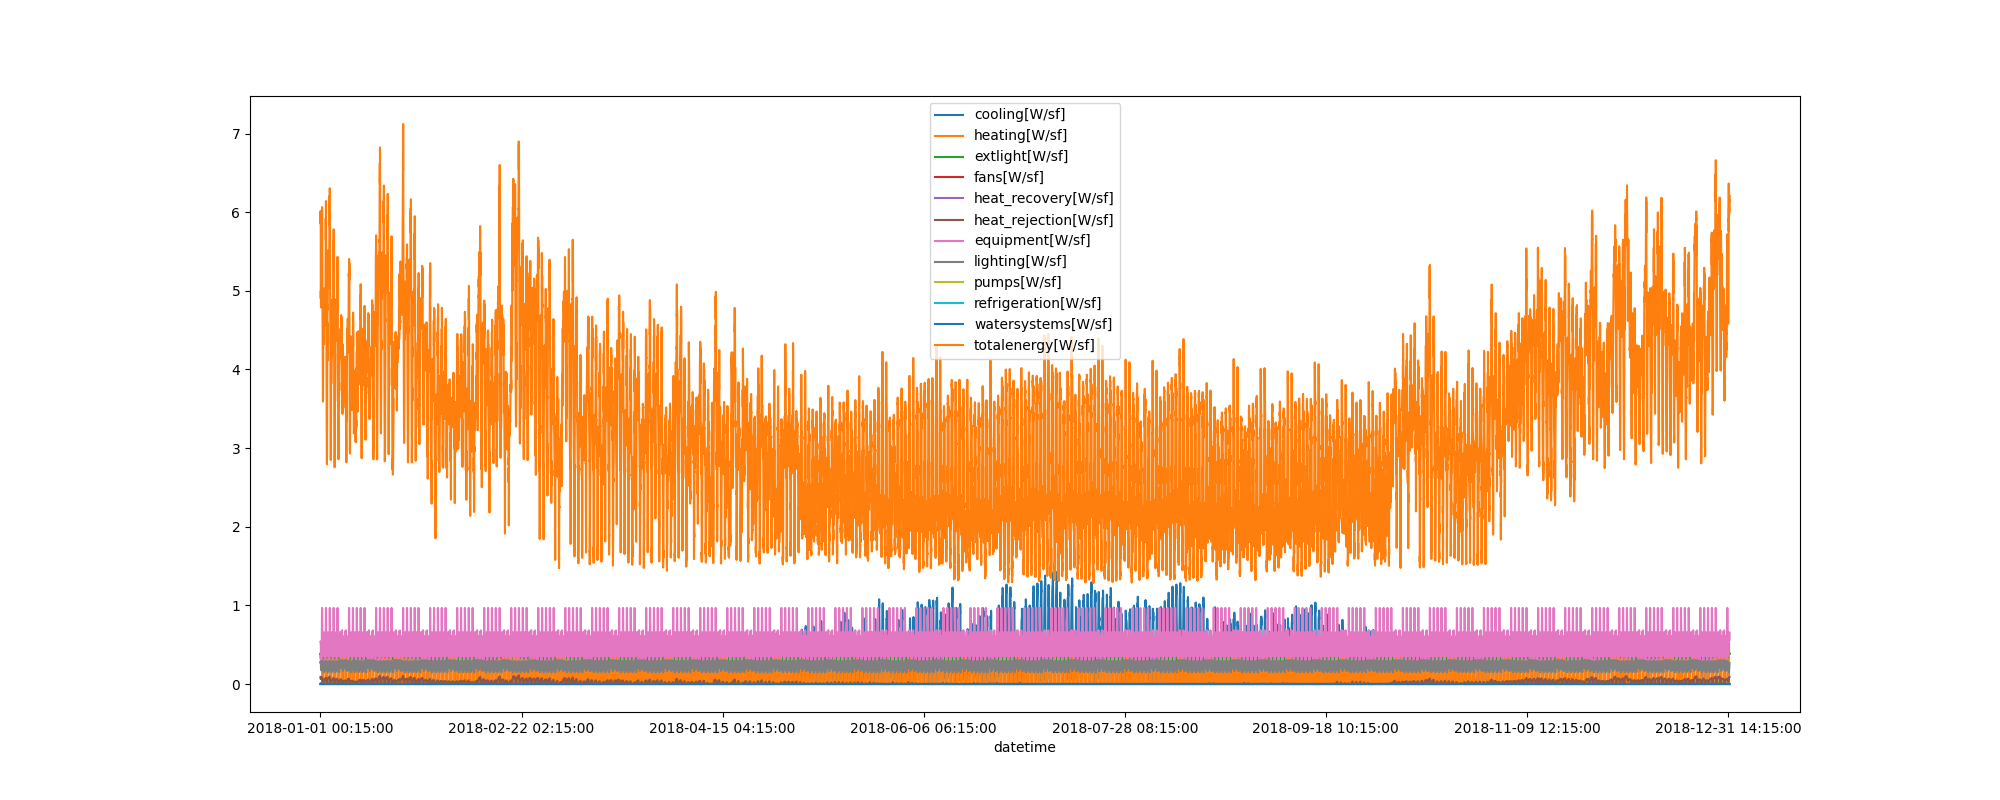 7
6
5
4
3
2
1
0
cooling[W/sf]
heating[W/sf]
extlight[W/sf]
fans[W/sf]
heat_recovery[W/sf]
heat_rejection[W/sf]
equipment[W/sf]
lighting[W/sf]
pumps[W/sf]
refrigeration[W/sf]
watersystems[W/sf]
totalenergy[W/sf]
2018-01-01 00:15:00 2018-02-22 02:15:00 2018-04-15 04:15:00 2018-06-06 06:15:00 2018-07-28 08:15:00 2018-09-18 10:15:00 2018-11-09 12:15:00 2018-12-31 14:15:00
datetime